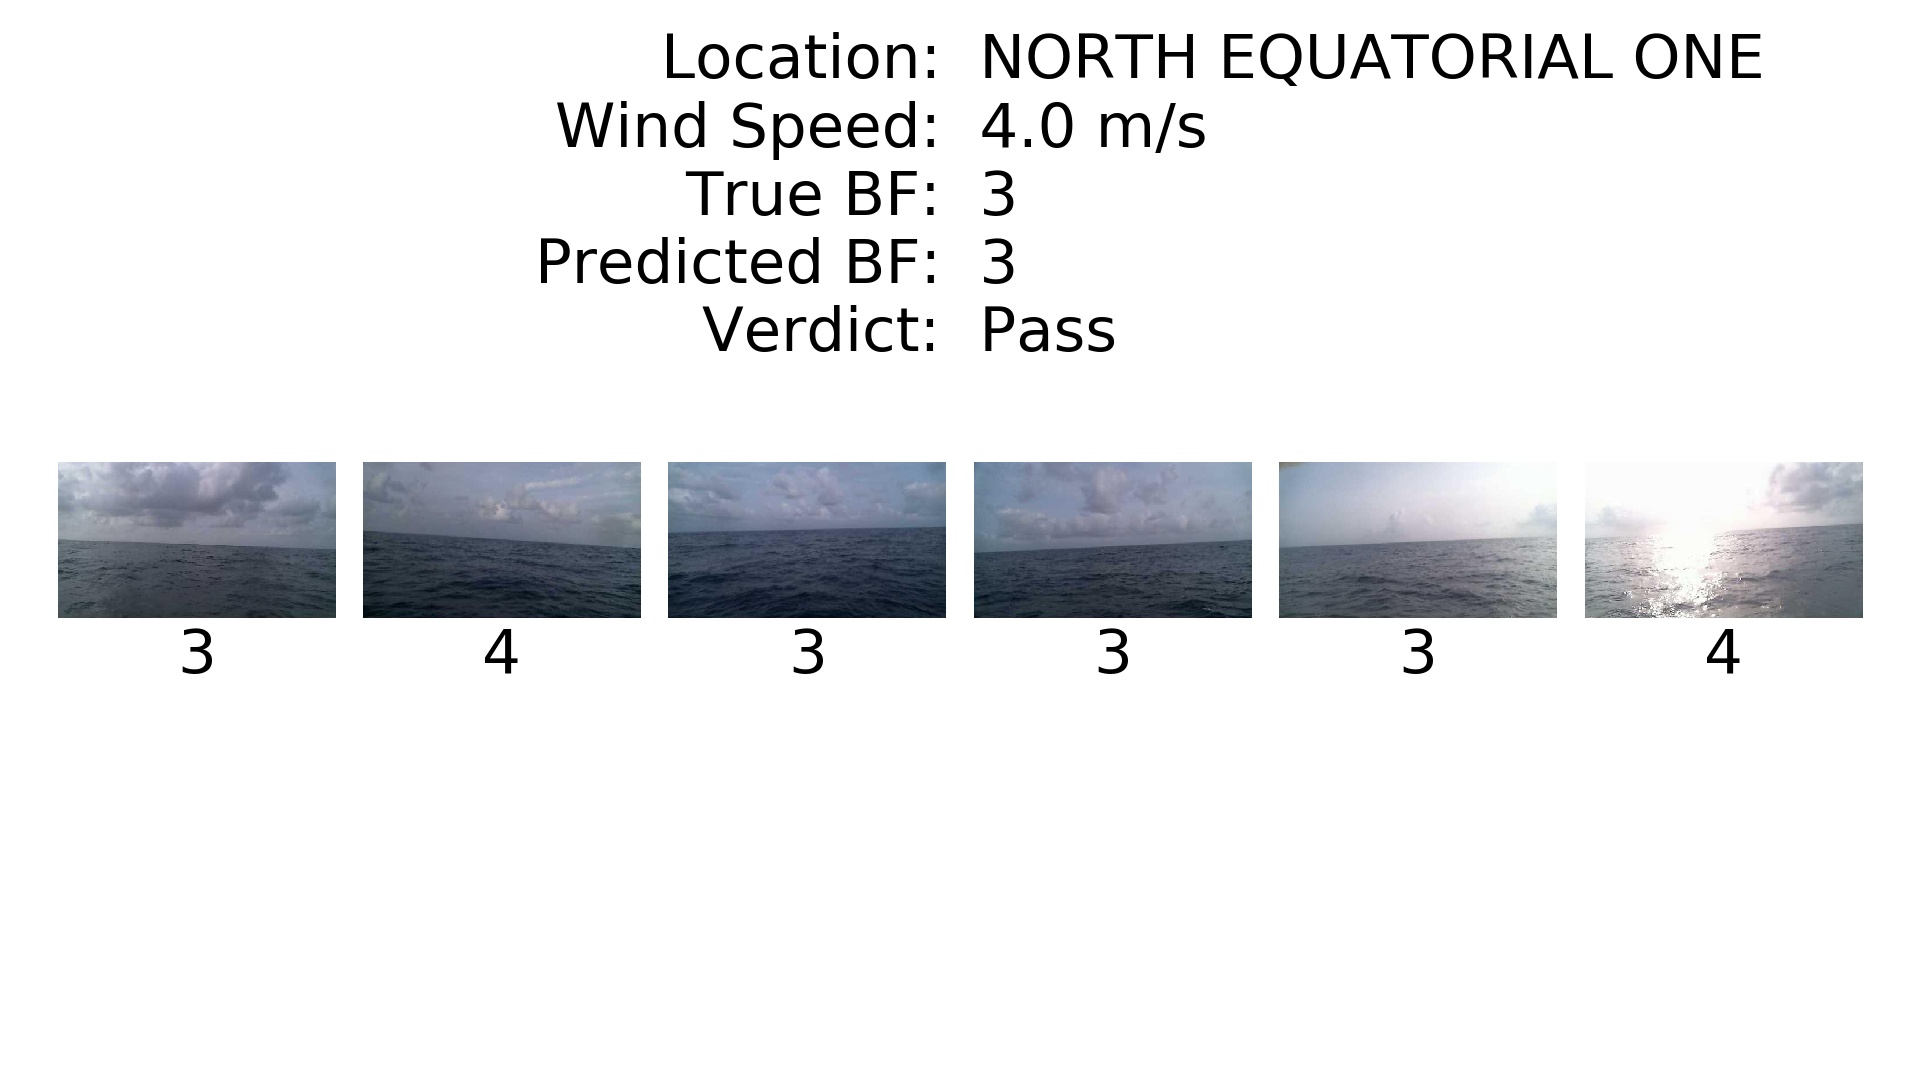 Location: NORTH EQUATORIAL ONE
Wind Speed: 4.0 m/s
True BF: 3
Predicted BF: 3
Verdict: Pass
3 4 3 3 3 4